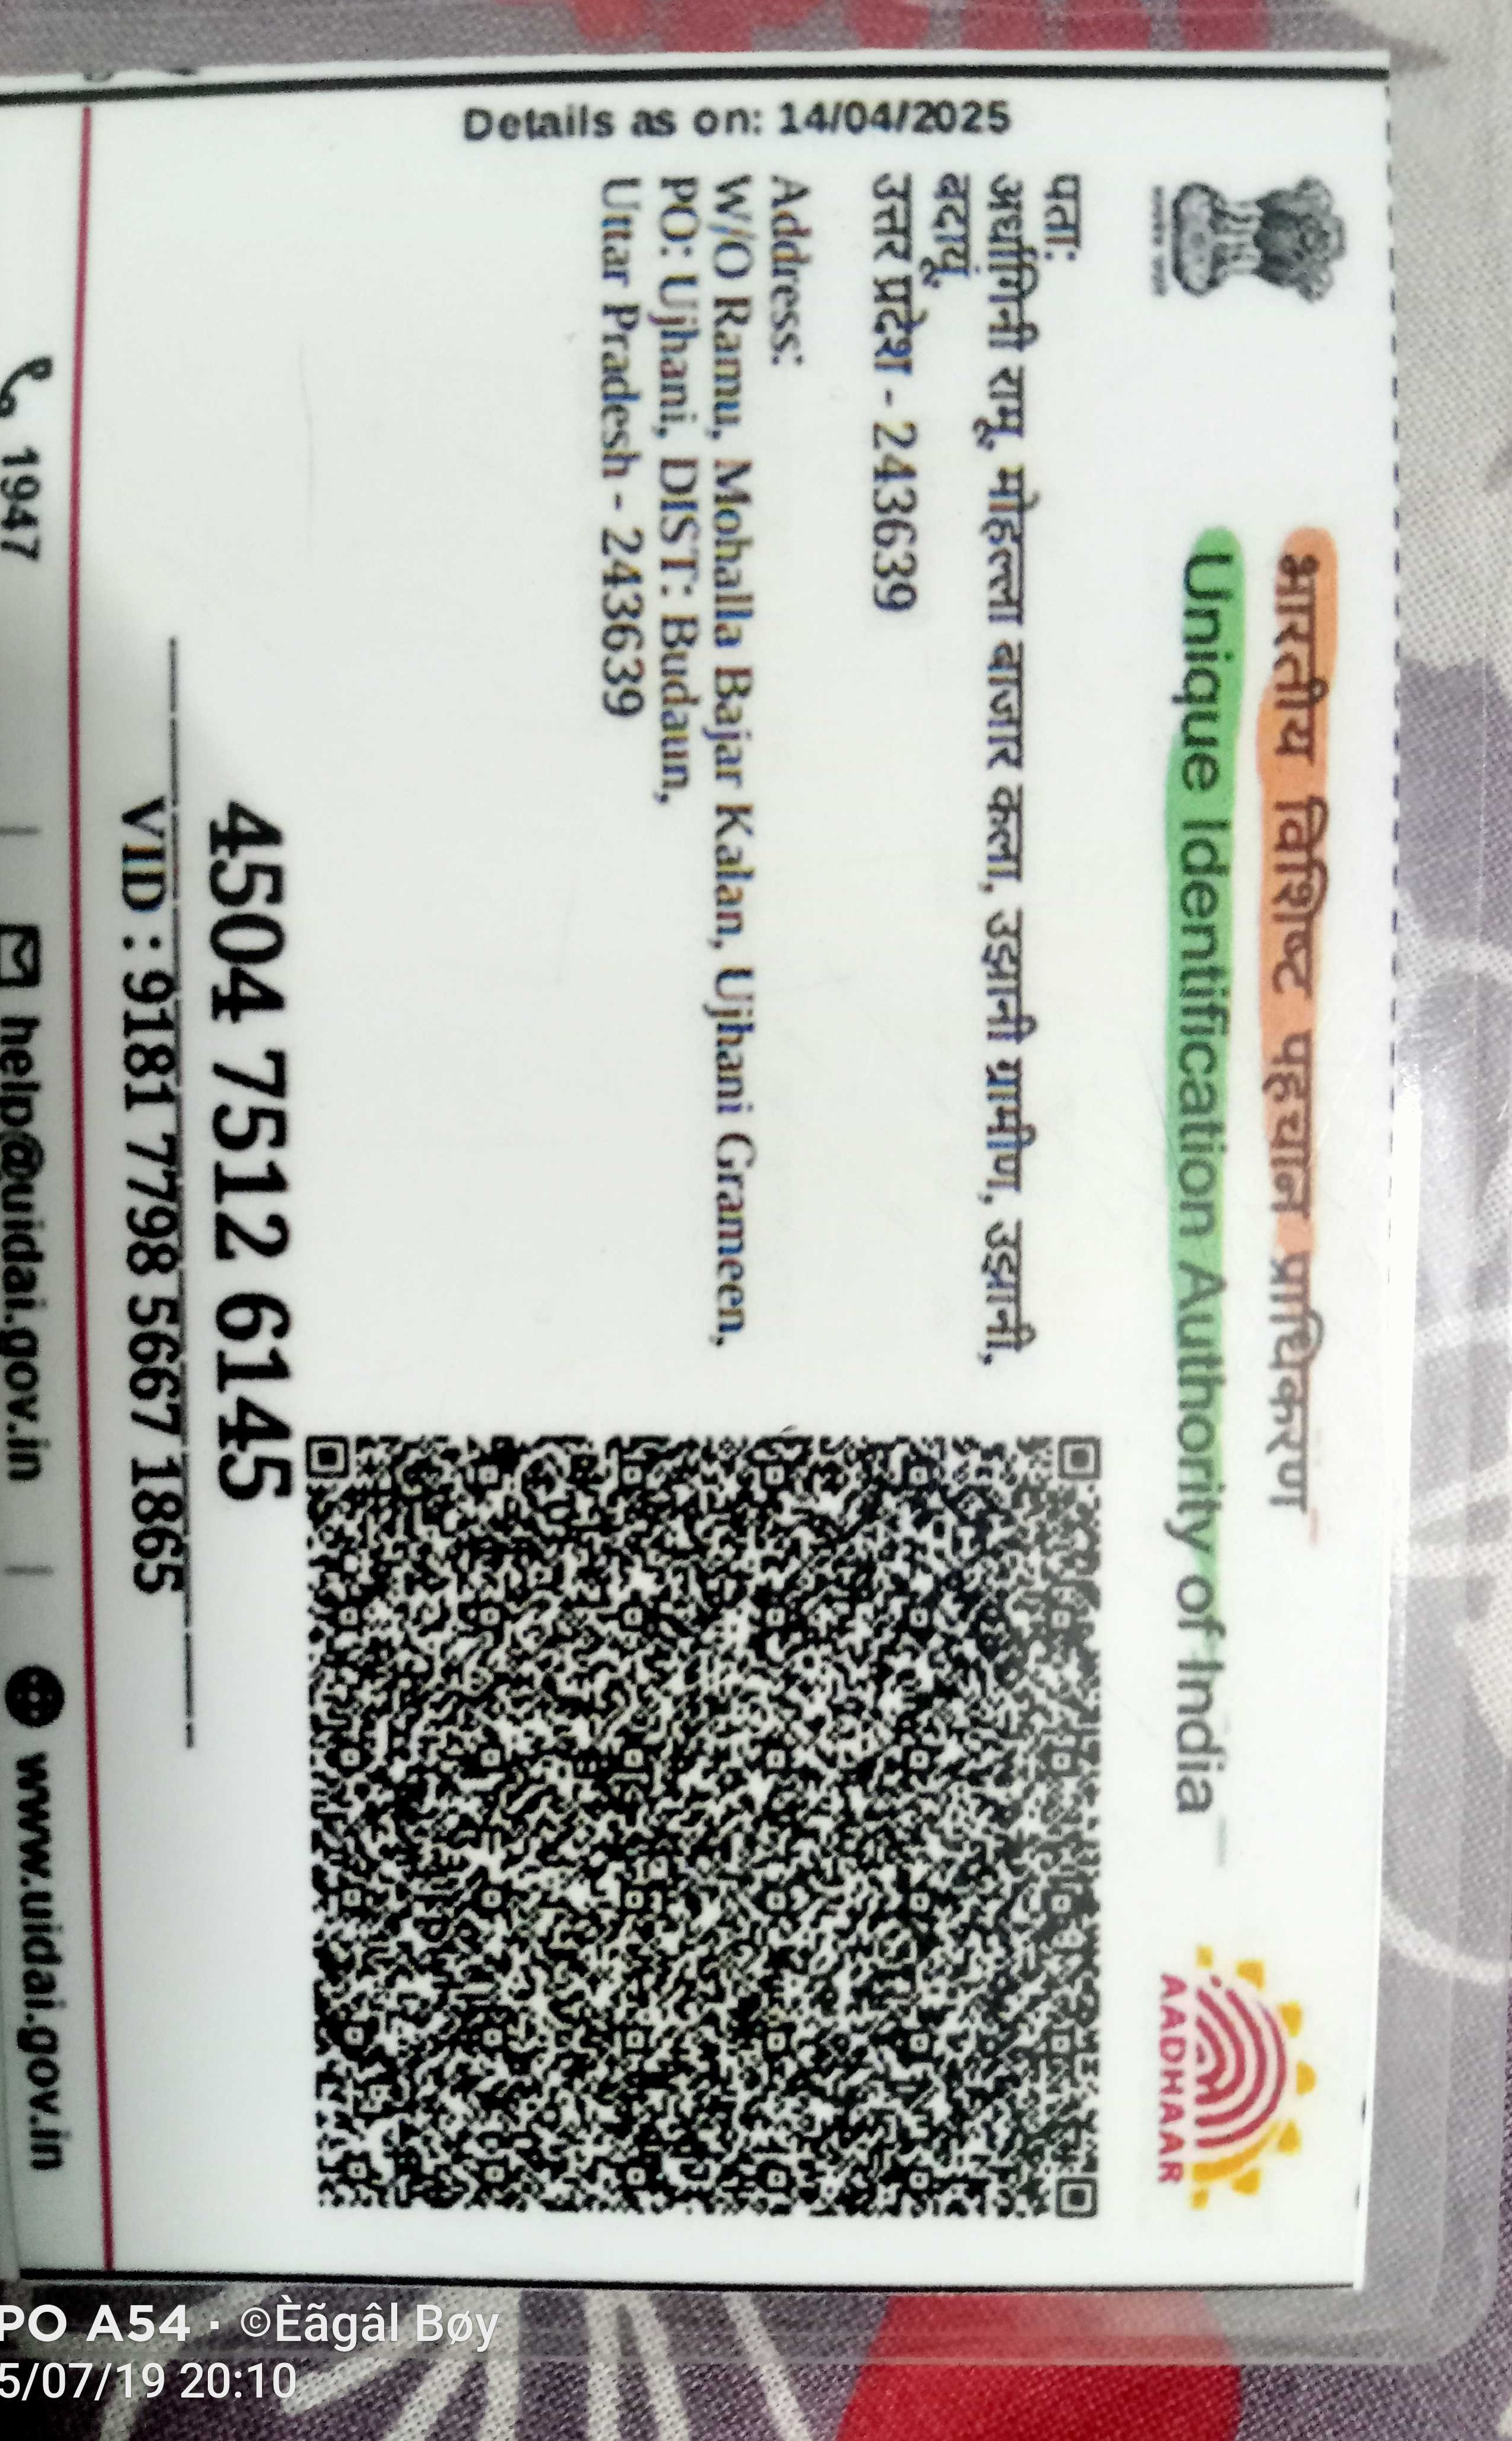 भारतीय विशिष्ट पहचान प्राधिकरण
Unique Identification Authority of India
AADHAAR
Details as on: 14/04/2025
पता:
अर्धांगिनी रामू, मोहल्ला बाजार कला, उझानी ग्रामीण, उझानी,
बदायूं,
उत्तर प्रदेश - 243639
Address:
W/O Ramu, Mohalla Bajar Kalan, Ujhani Grameen,
PO: Ujhani, DIST: Budaun,
Uttar Pradesh - 243639
4504 7512 6145
VID : 9181 7798 5667 1865
1947 | help@uidai.gov.in | www.uidai.gov.in
PO A54 · ©Èãgâl Bøy
5/07/19 20:10